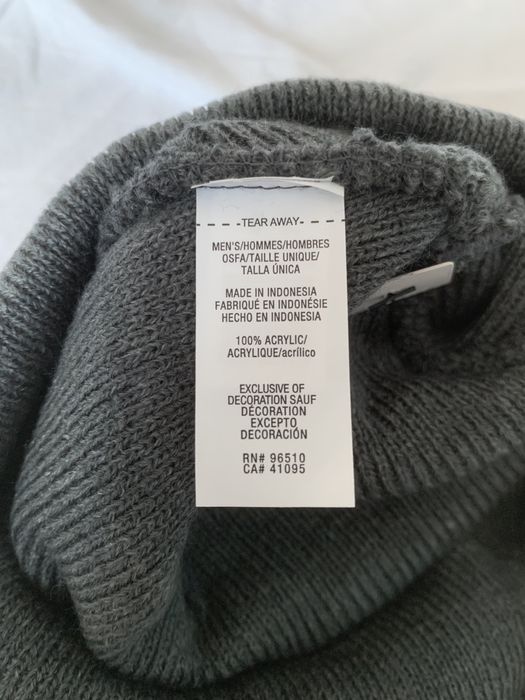 - - - -TEAR AWAY- - - -
MEN'S/HOMMES/HOMBRES
OSFA/TAILLE UNIQUE/
TALLA ÚNICA
MADE IN INDONESIA
FABRIQUÉ EN INDONÉSIE
HECHO EN INDONESIA
100% ACRYLIC/
ACRYLIQUE/acrílico
EXCLUSIVE OF
DECORATION SAUF
DÉCORATION
EXCEPTO
DECORACIÓN
RN# 96510
CA# 41095